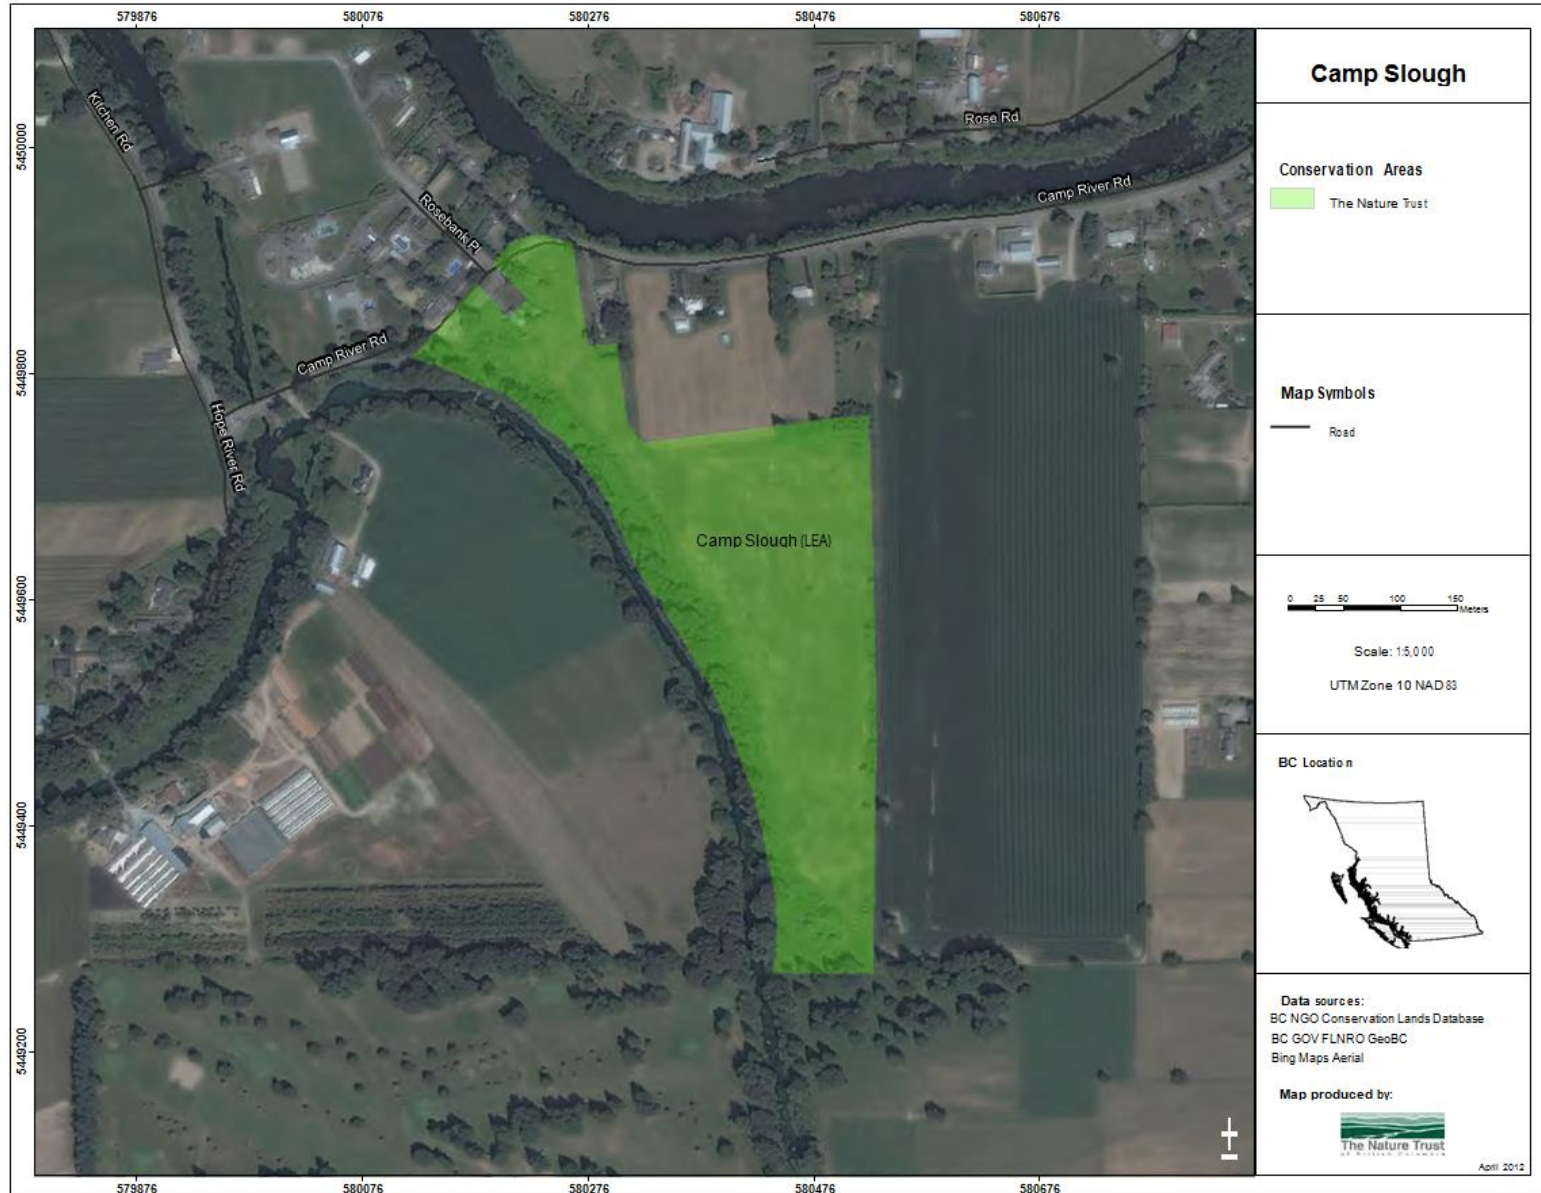 579876 580076 580276 580476 580676
5450000
5449800
5449600
5449400
5449200
Kitchen Rd
Rosebank Pl
Rose Rd
Camp River Rd
Camp River Rd
Hope River Rd
Camp Slough (LEA)
579876 580076 580276 580476 580676
Camp Slough
Conservation Areas
The Nature Trust
Map Symbols
Road
0 25 50 100 150
Meters
Scale: 1:5,000
UTM Zone 10 NAD 83
BC Location
Data sources:
BC NGO Conservation Lands Database
BC GOV FLNRO GeoBC
Bing Maps Aerial
Map produced by:
The Nature Trust
of British Columbia
April 2012